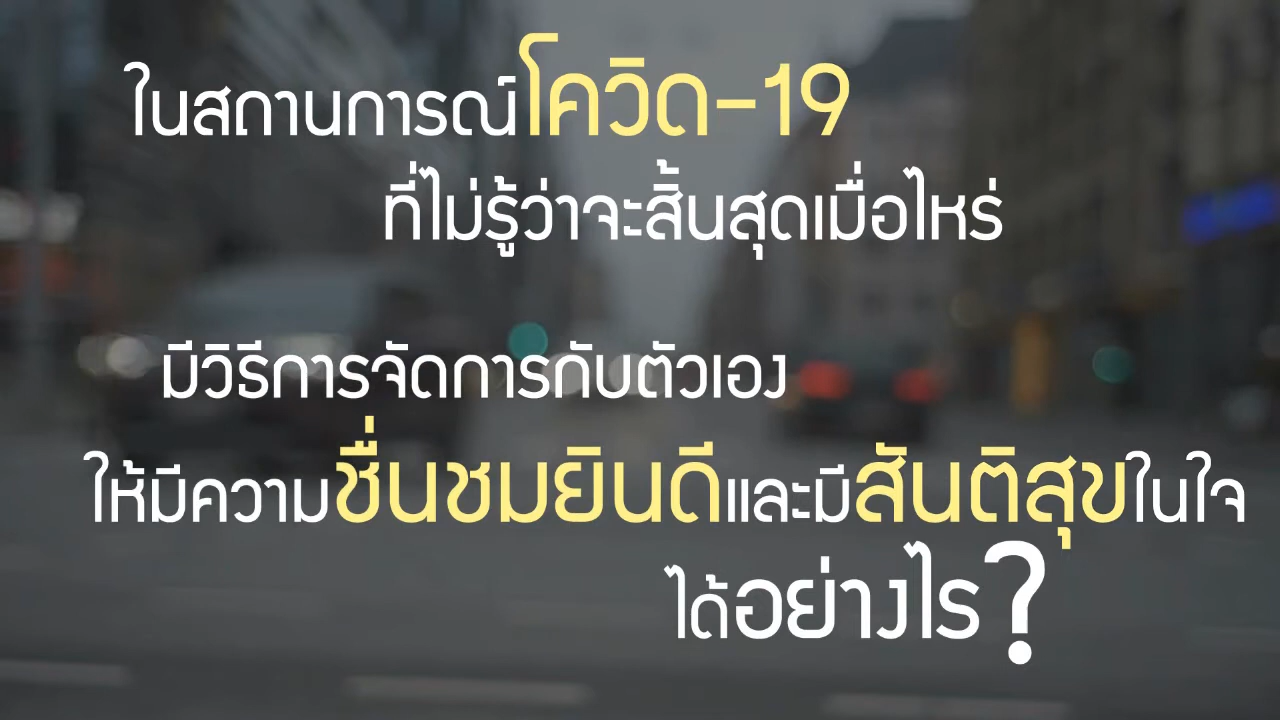 ในสถานการณ์โควิด-19
ที่ไม่รู้ว่าจะสิ้นสุดเมื่อไหร่
มีวิธีการจัดการกับตัวเอง
ให้มีความชื่นชมยินดีและมีสันติสุขในใจ
ได้อย่างไร?